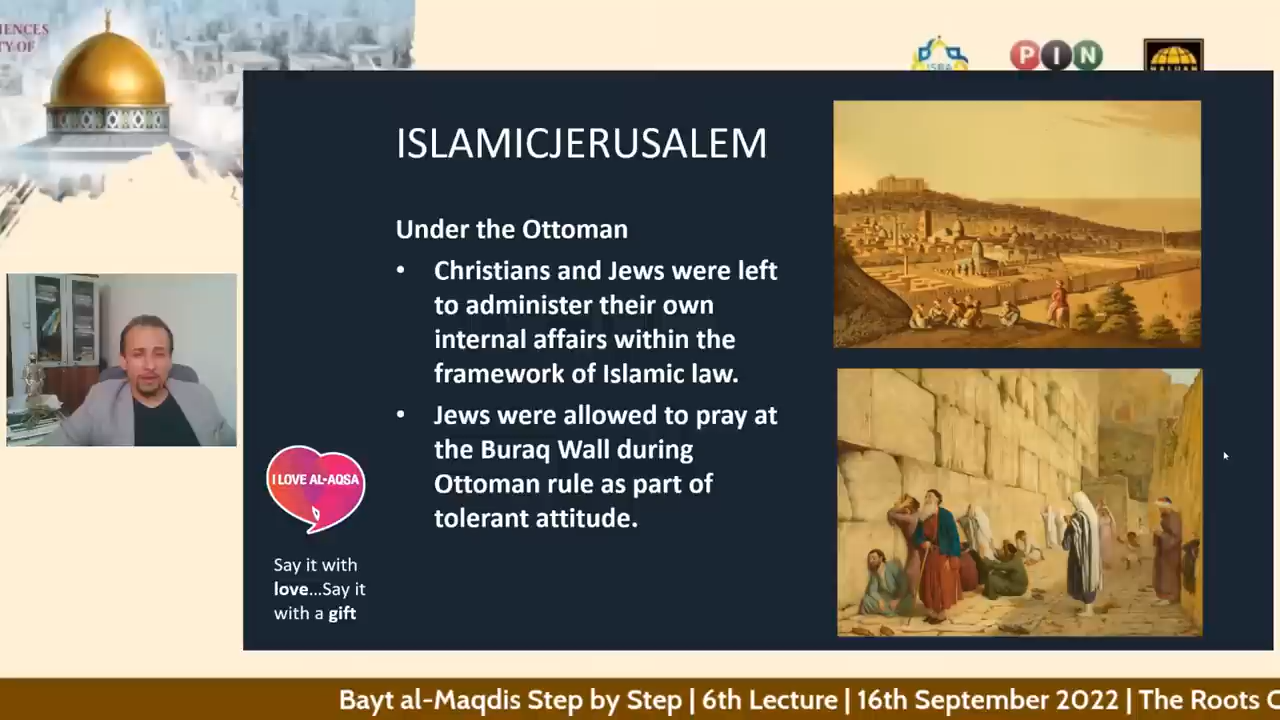 IENCES
TY OF
ISRA
P I N
ISLAMICJERUSALEM
Under the Ottoman
• Christians and Jews were left
to administer their own
internal affairs within the
framework of Islamic law.
• Jews were allowed to pray at
the Buraq Wall during
Ottoman rule as part of
tolerant attitude.
I LOVE AL-AQSA
Say it with
love...Say it
with a gift
Bayt al-Maqdis Step by Step | 6th Lecture | 16th September 2022 | The Roots